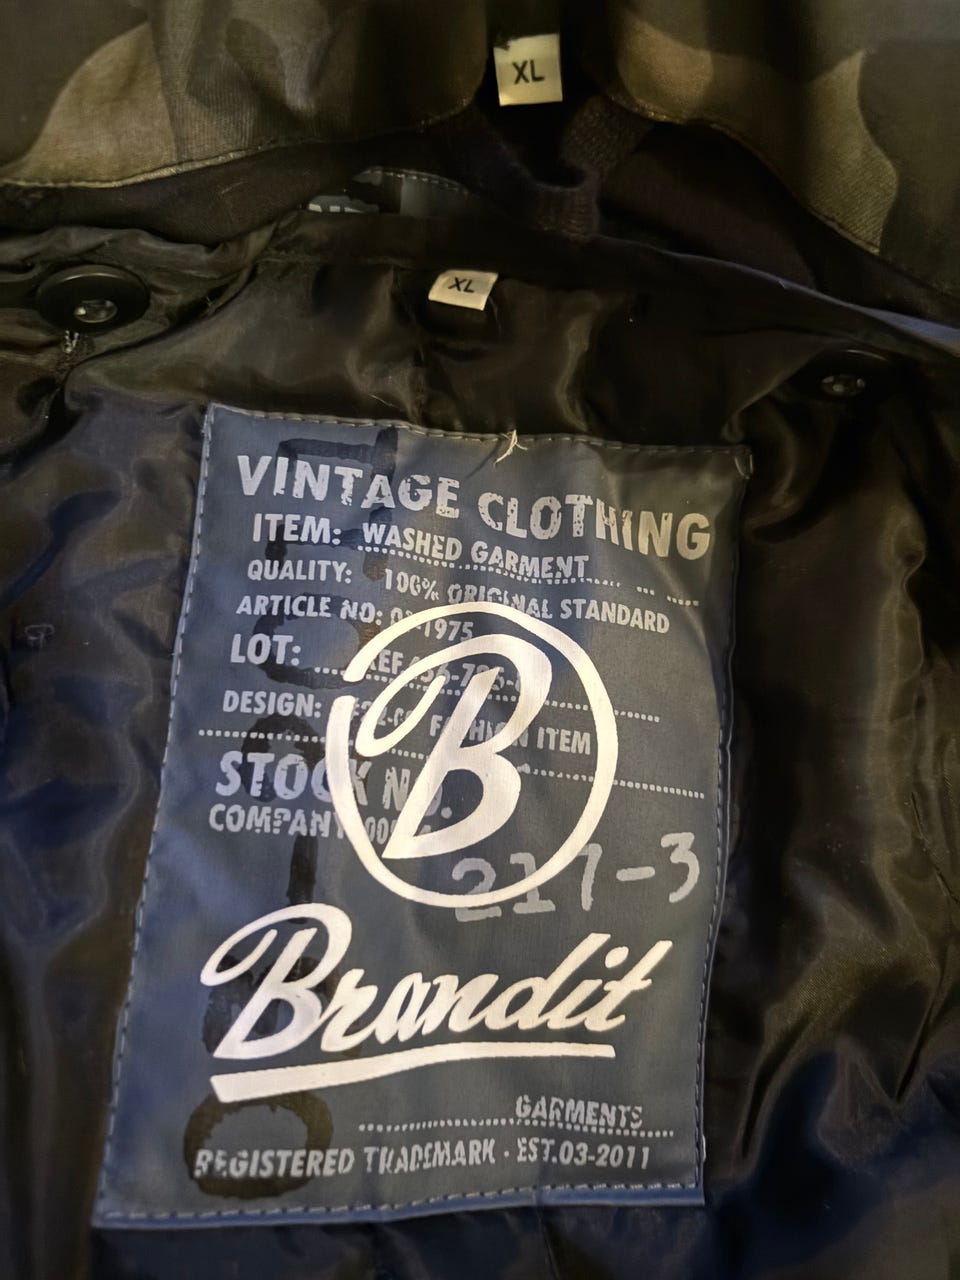 XL
XL
VINTAGE CLOTHING
ITEM: WASHED GARMENT
QUALITY: 100% ORIGINAL STANDARD
ARTICLE NO: 1975
LOT:
DESIGN: FASHION ITEM
STOCK NO.
COMPANY
B
217-3
Brandit
GARMENTS
REGISTERED TRADEMARK · EST.03-2011